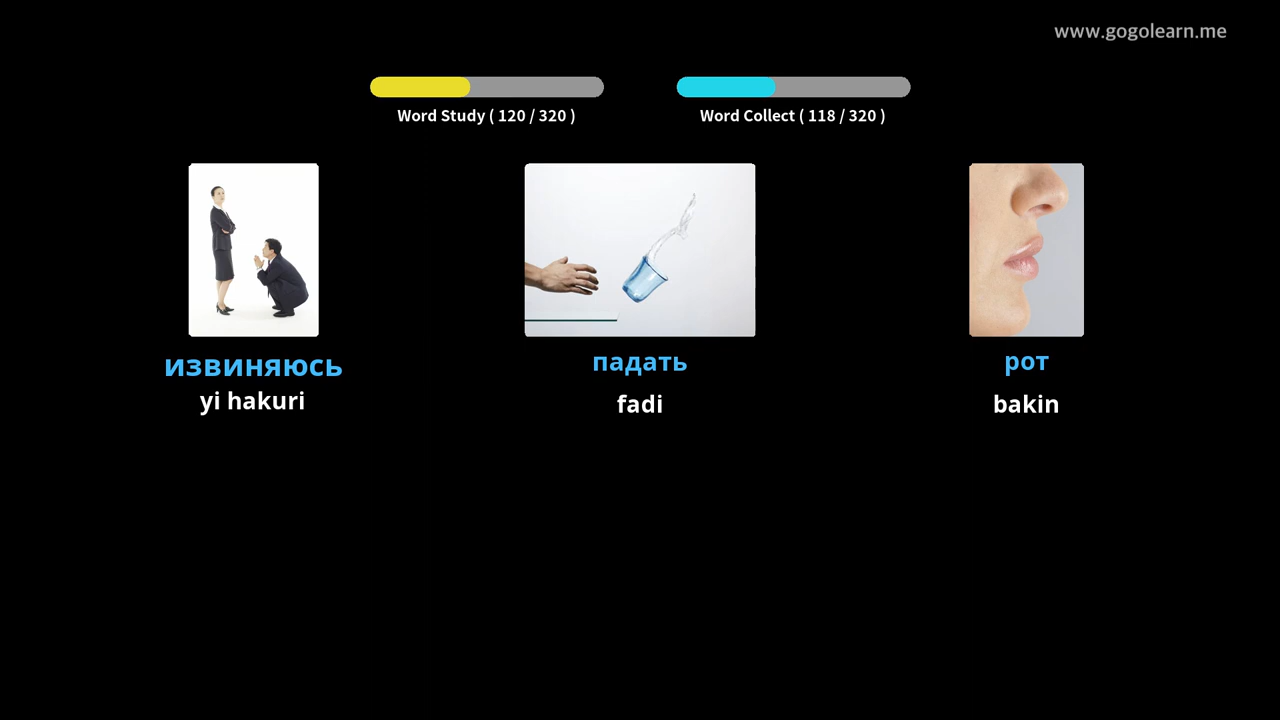 www.gogolearn.me
Word Study ( 120 / 320 )
Word Collect ( 118 / 320 )
извиняюсь
yi hakuri
падать
fadi
рот
bakin